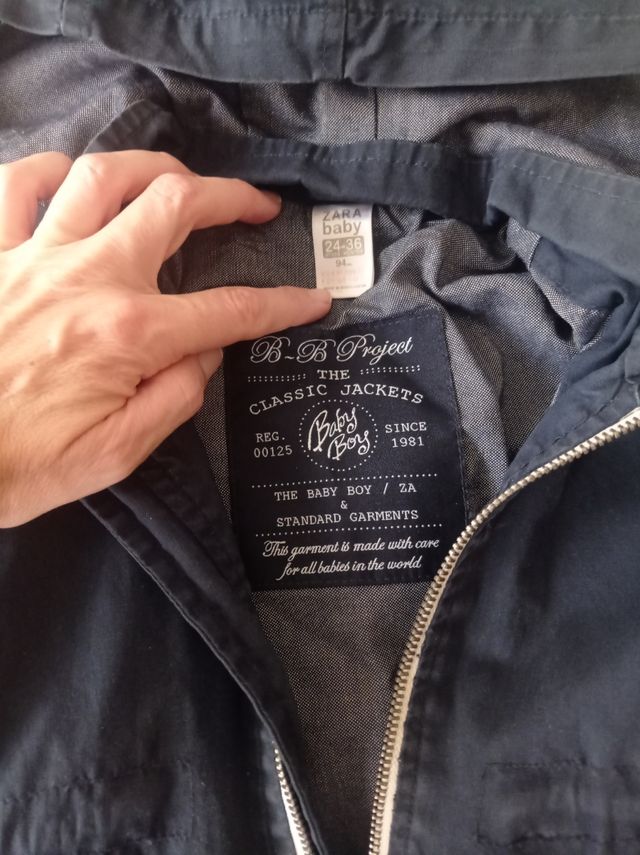 ZARA
baby
24-36
94
B-B Project
THE
CLASSIC JACKETS
REG.
00125
Baby
Boy
SINCE
1981
THE BABY BOY / ZA
&
STANDARD GARMENTS
This garment is made with care
for all babies in the world